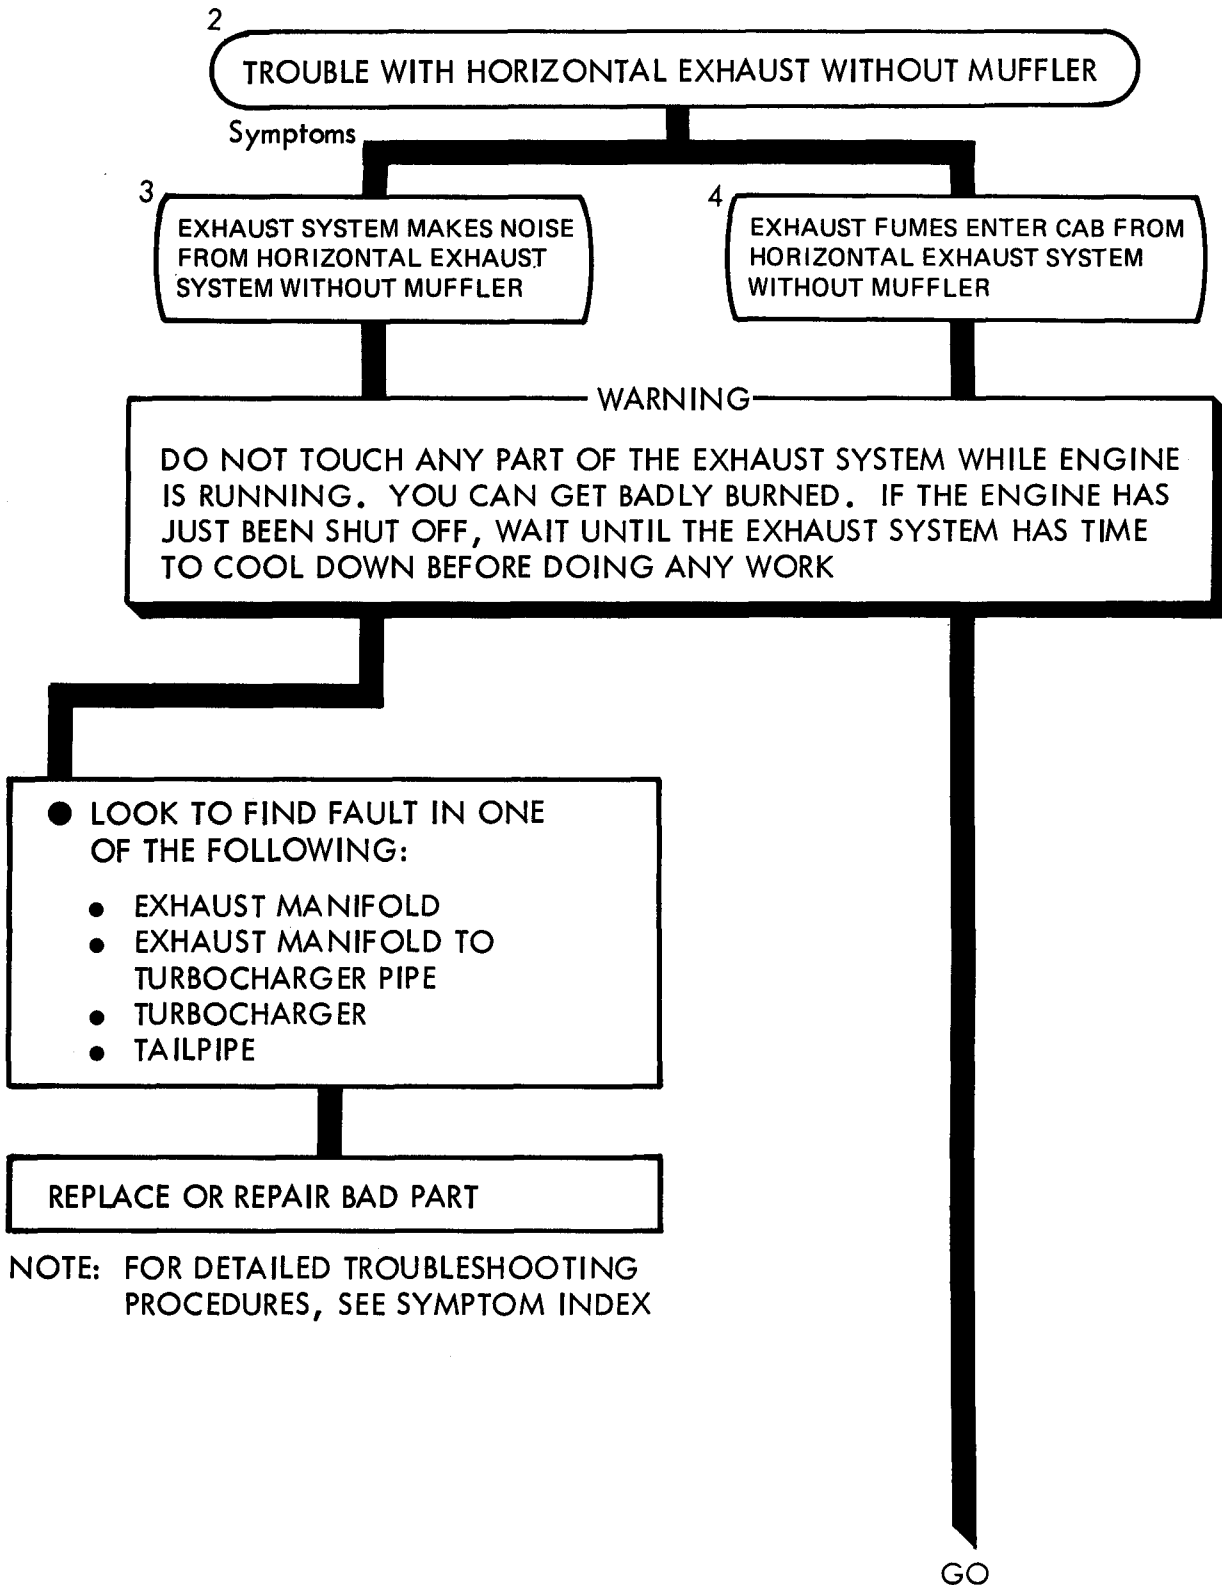 2
TROUBLE WITH HORIZONTAL EXHAUST WITHOUT MUFFLER
Symptoms
3
EXHAUST SYSTEM MAKES NOISE
FROM HORIZONTAL EXHAUST
SYSTEM WITHOUT MUFFLER
4
EXHAUST FUMES ENTER CAB FROM
HORIZONTAL EXHAUST SYSTEM
WITHOUT MUFFLER
WARNING
DO NOT TOUCH ANY PART OF THE EXHAUST SYSTEM WHILE ENGINE
IS RUNNING. YOU CAN GET BADLY BURNED. IF THE ENGINE HAS
JUST BEEN SHUT OFF, WAIT UNTIL THE EXHAUST SYSTEM HAS TIME
TO COOL DOWN BEFORE DOING ANY WORK
● LOOK TO FIND FAULT IN ONE
OF THE FOLLOWING:
● EXHAUST MANIFOLD
● EXHAUST MANIFOLD TO
TURBOCHARGER PIPE
● TURBOCHARGER
● TAILPIPE
REPLACE OR REPAIR BAD PART
NOTE: FOR DETAILED TROUBLESHOOTING
PROCEDURES, SEE SYMPTOM INDEX
GO